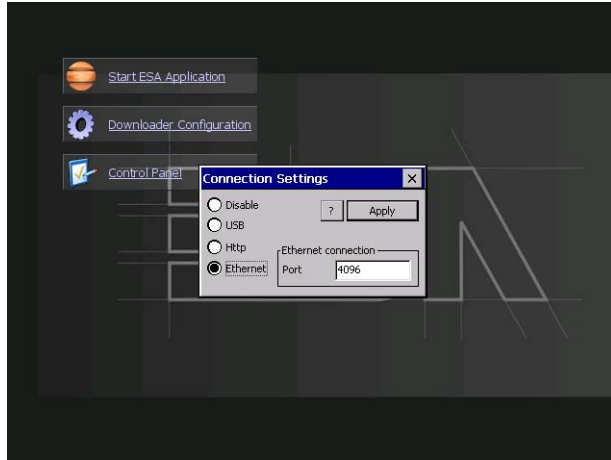 Start ESA Application
Downloader Configuration
Control Panel
Connection Settings
Disable
? Apply
USB
Http
Ethernet connection
Ethernet
Port 4096